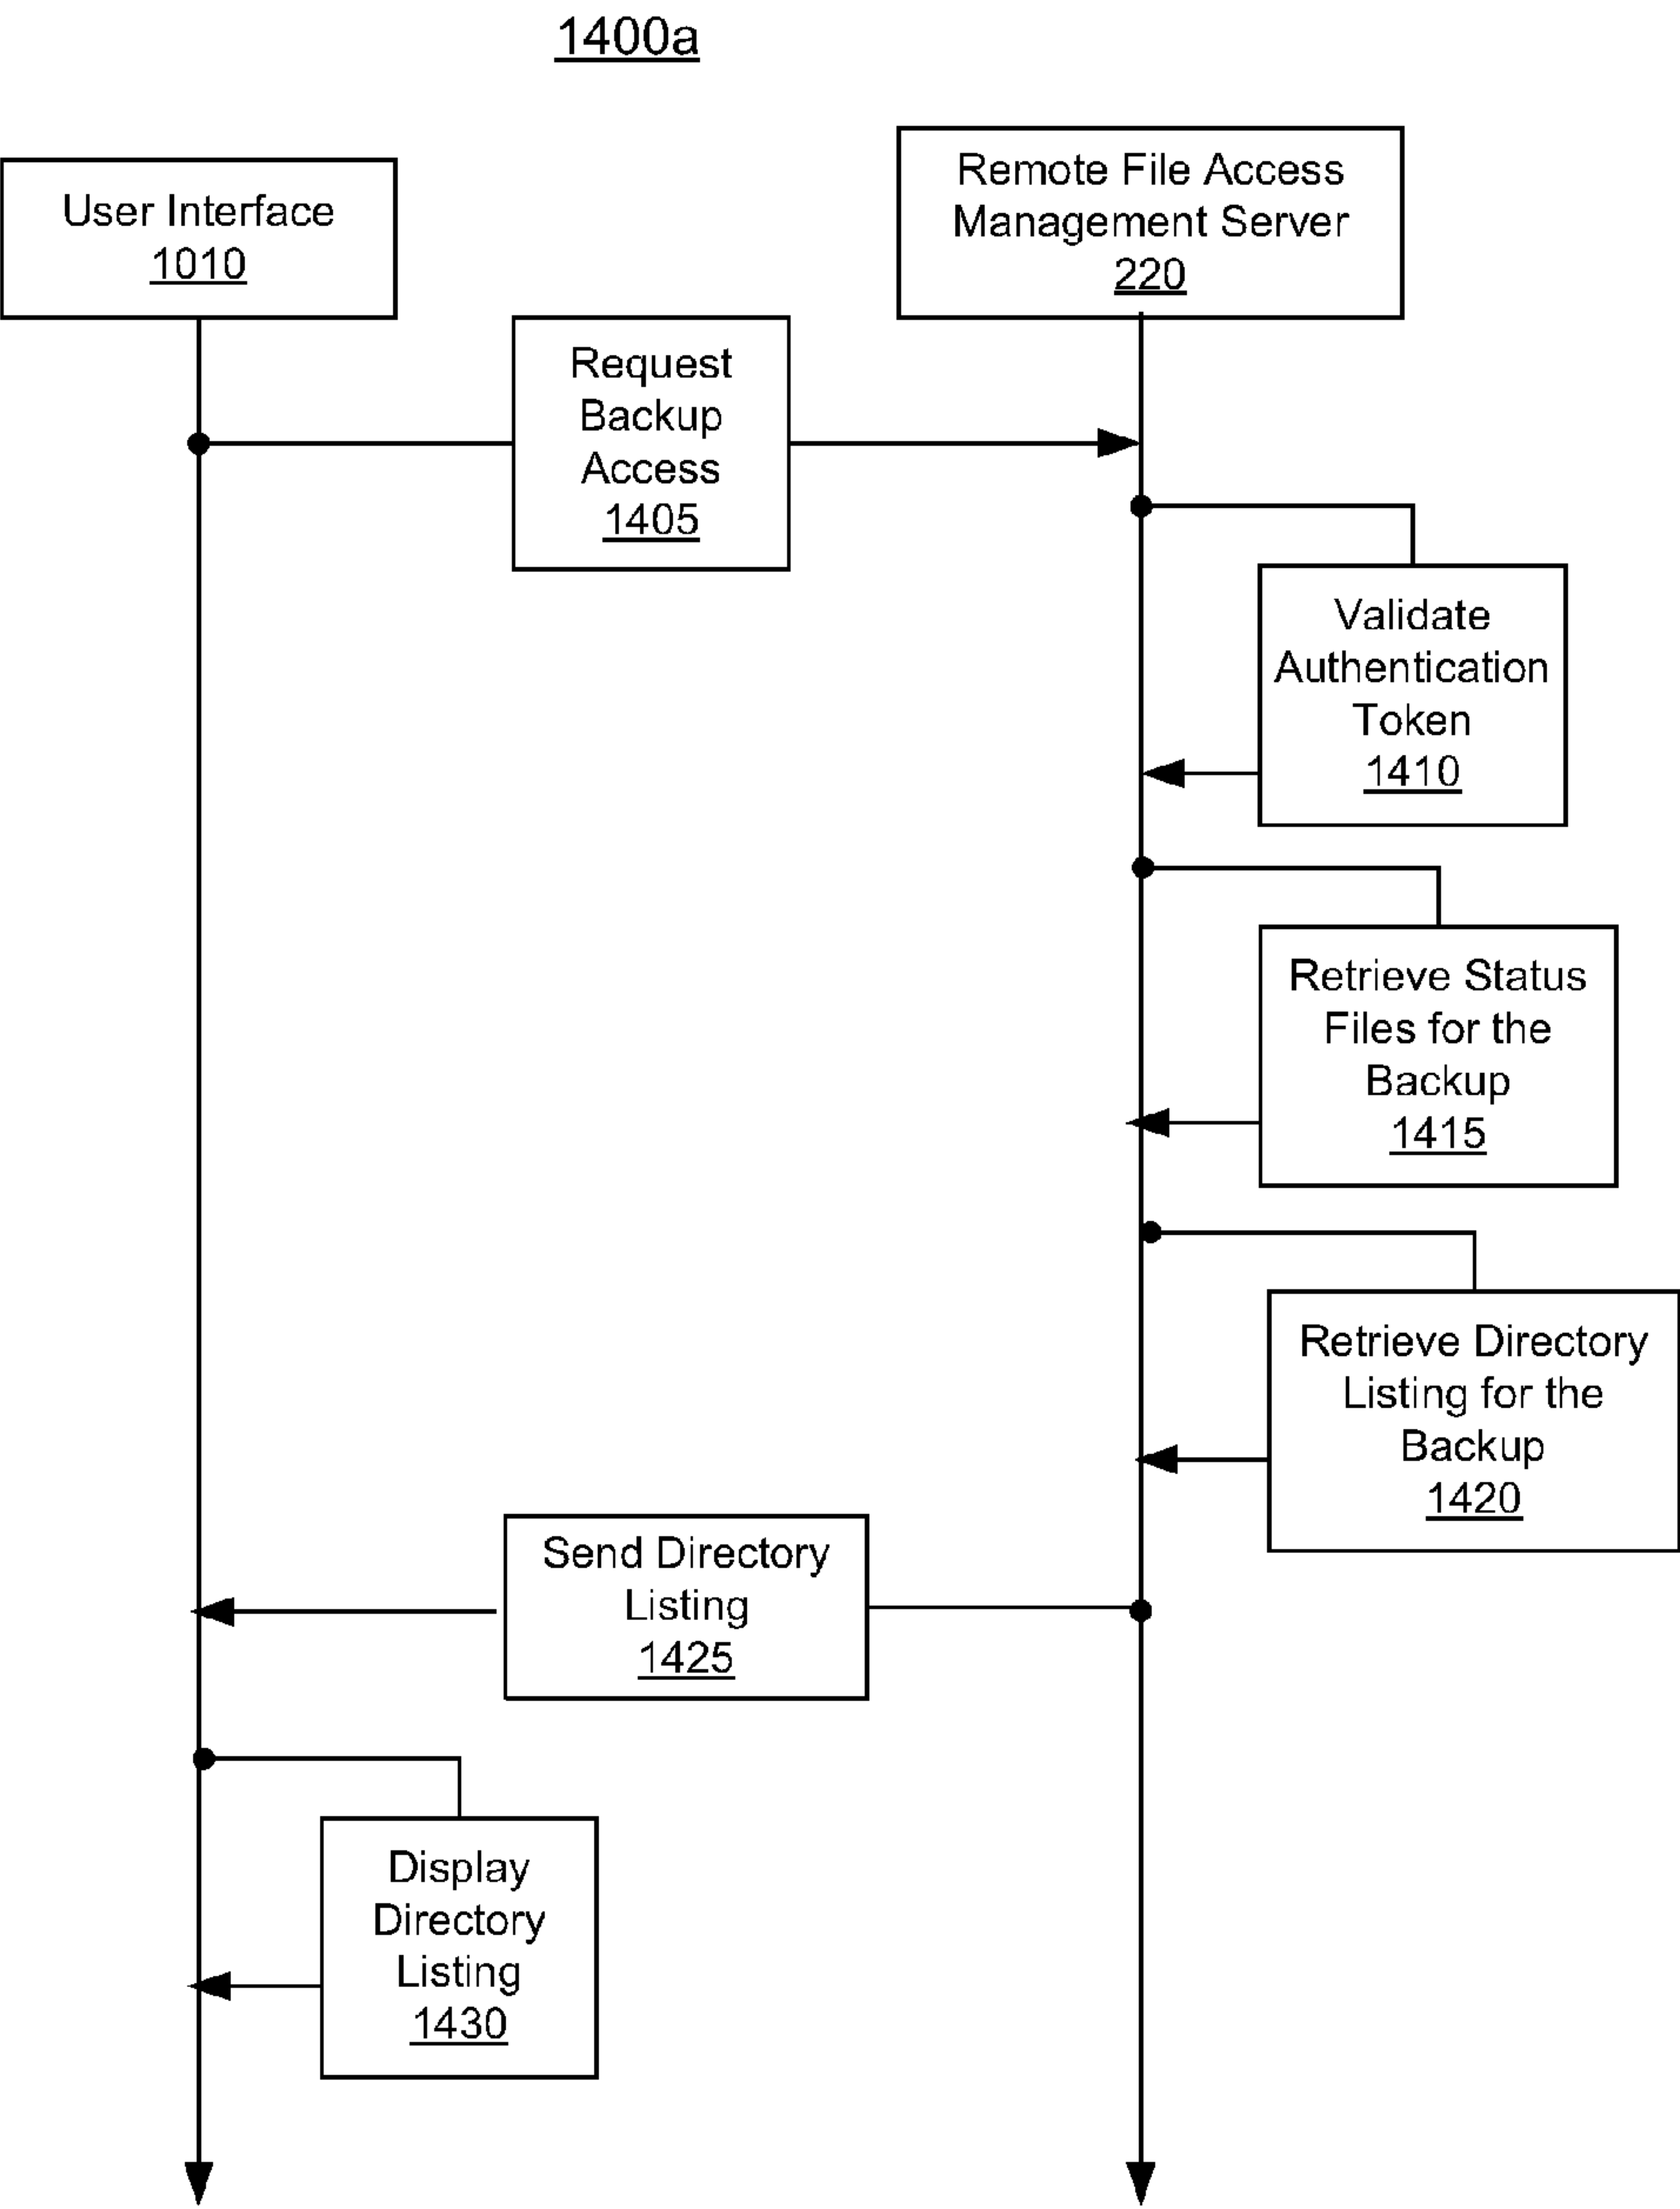 1400a
User Interface
1010
Remote File Access
Management Server
220
Request
Backup
Access
1405
Validate
Authentication
Token
1410
Retrieve Status
Files for the
Backup
1415
Retrieve Directory
Listing for the
Backup
1420
Send Directory
Listing
1425
Display
Directory
Listing
1430